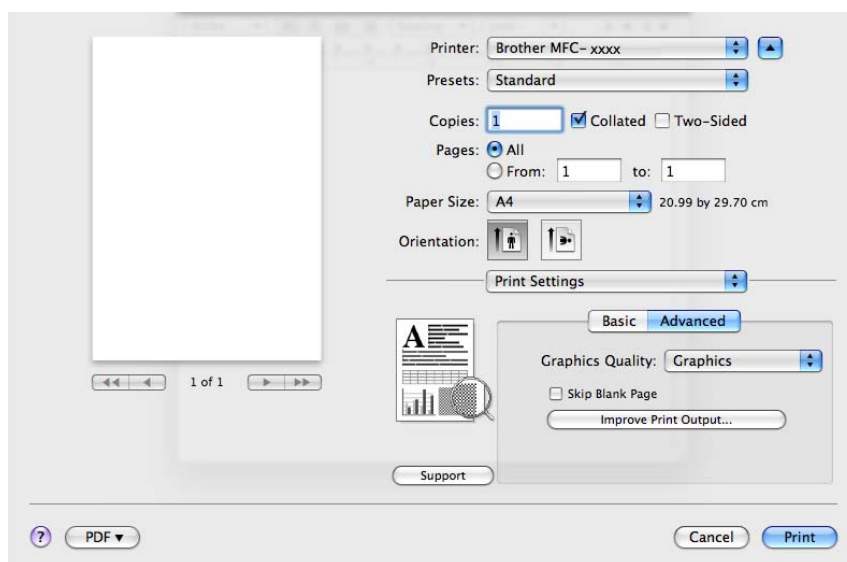 Printer: Brother MFC- xxxx
Presets: Standard
Copies: 1 Collated Two-Sided
Pages: All
From: 1 to: 1
Paper Size: A4 20.99 by 29.70 cm
Orientation:
Print Settings
Basic Advanced
A
Graphics Quality: Graphics
1 of 1
Skip Blank Page
Improve Print Output...
Support
? PDF Cancel Print